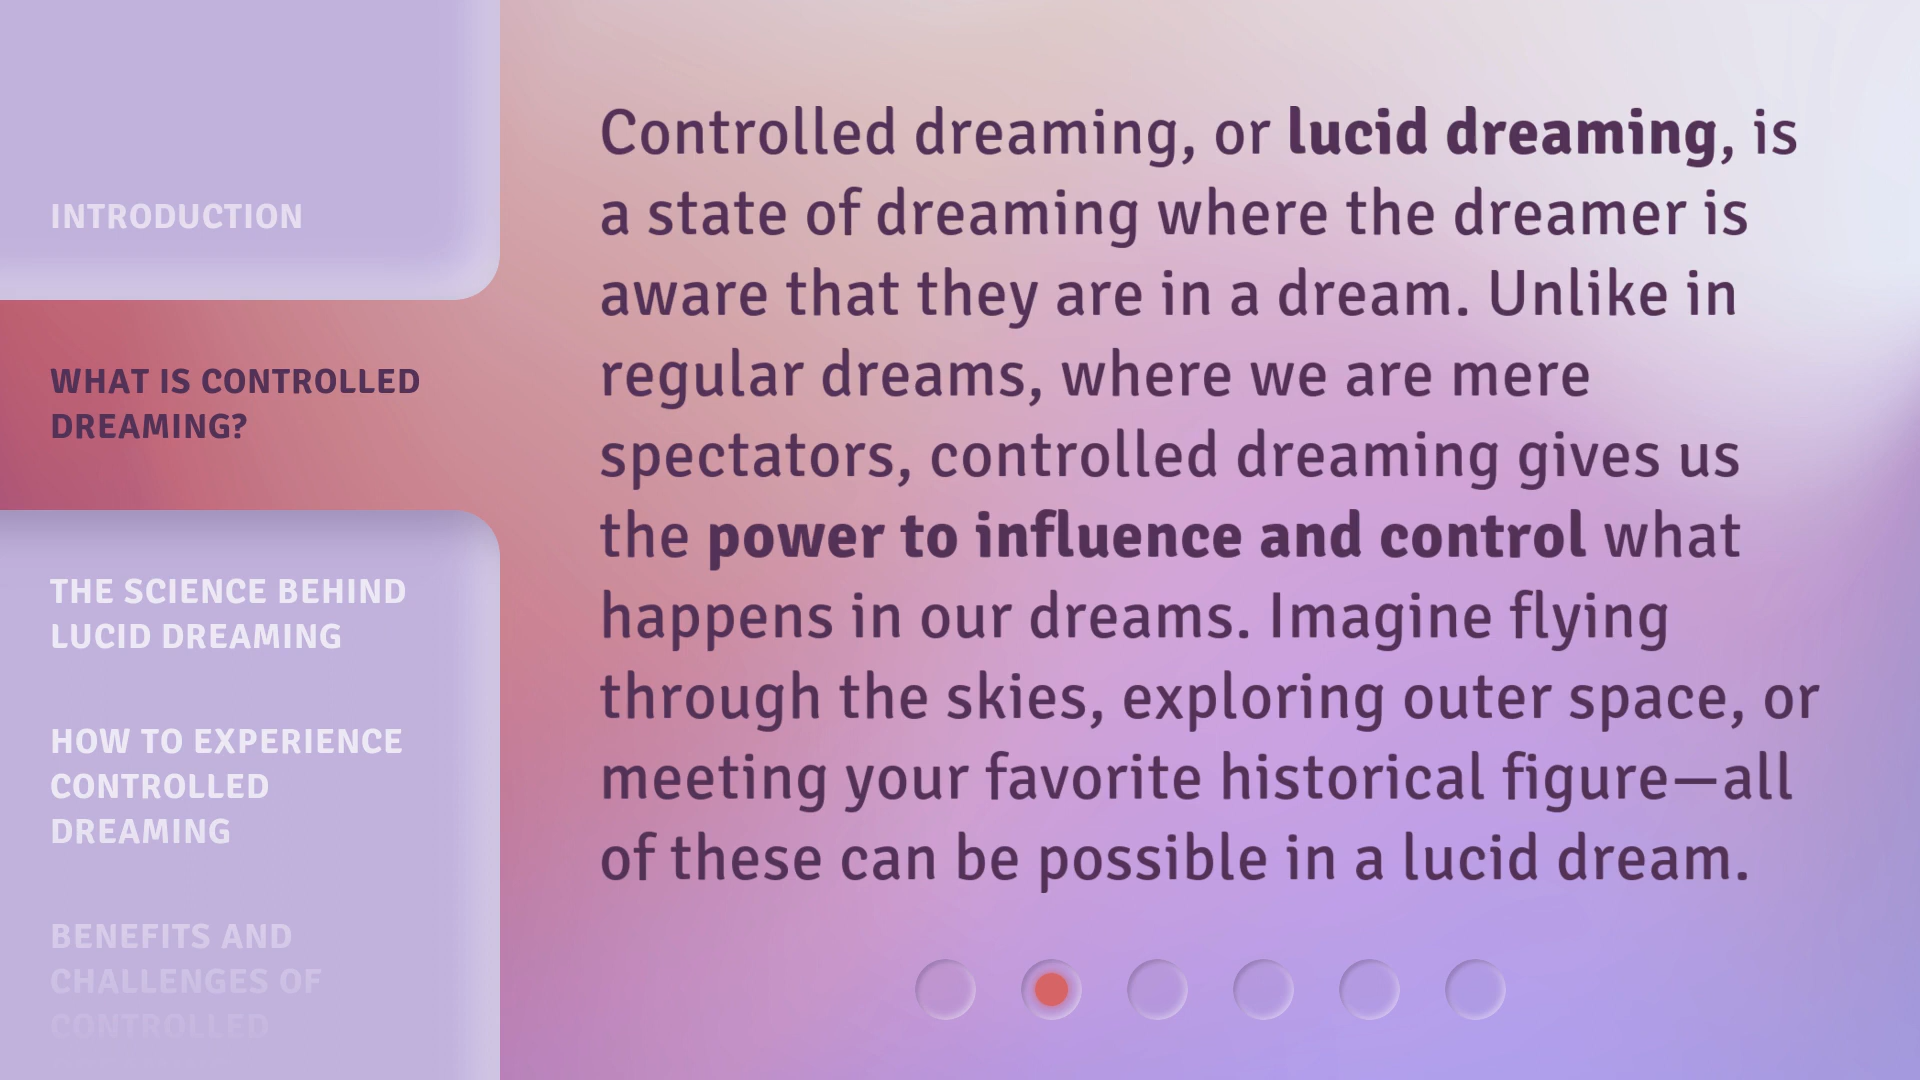 INTRODUCTION
WHAT IS CONTROLLED
DREAMING?
THE SCIENCE BEHIND
LUCID DREAMING
HOW TO EXPERIENCE
CONTROLLED
DREAMING
BENEFITS AND
CHALLENGES OF
CONTROLLED
Controlled dreaming, or lucid dreaming, is
a state of dreaming where the dreamer is
aware that they are in a dream. Unlike in
regular dreams, where we are mere
spectators, controlled dreaming gives us
the power to influence and control what
happens in our dreams. Imagine flying
through the skies, exploring outer space, or
meeting your favorite historical figure—all
of these can be possible in a lucid dream.